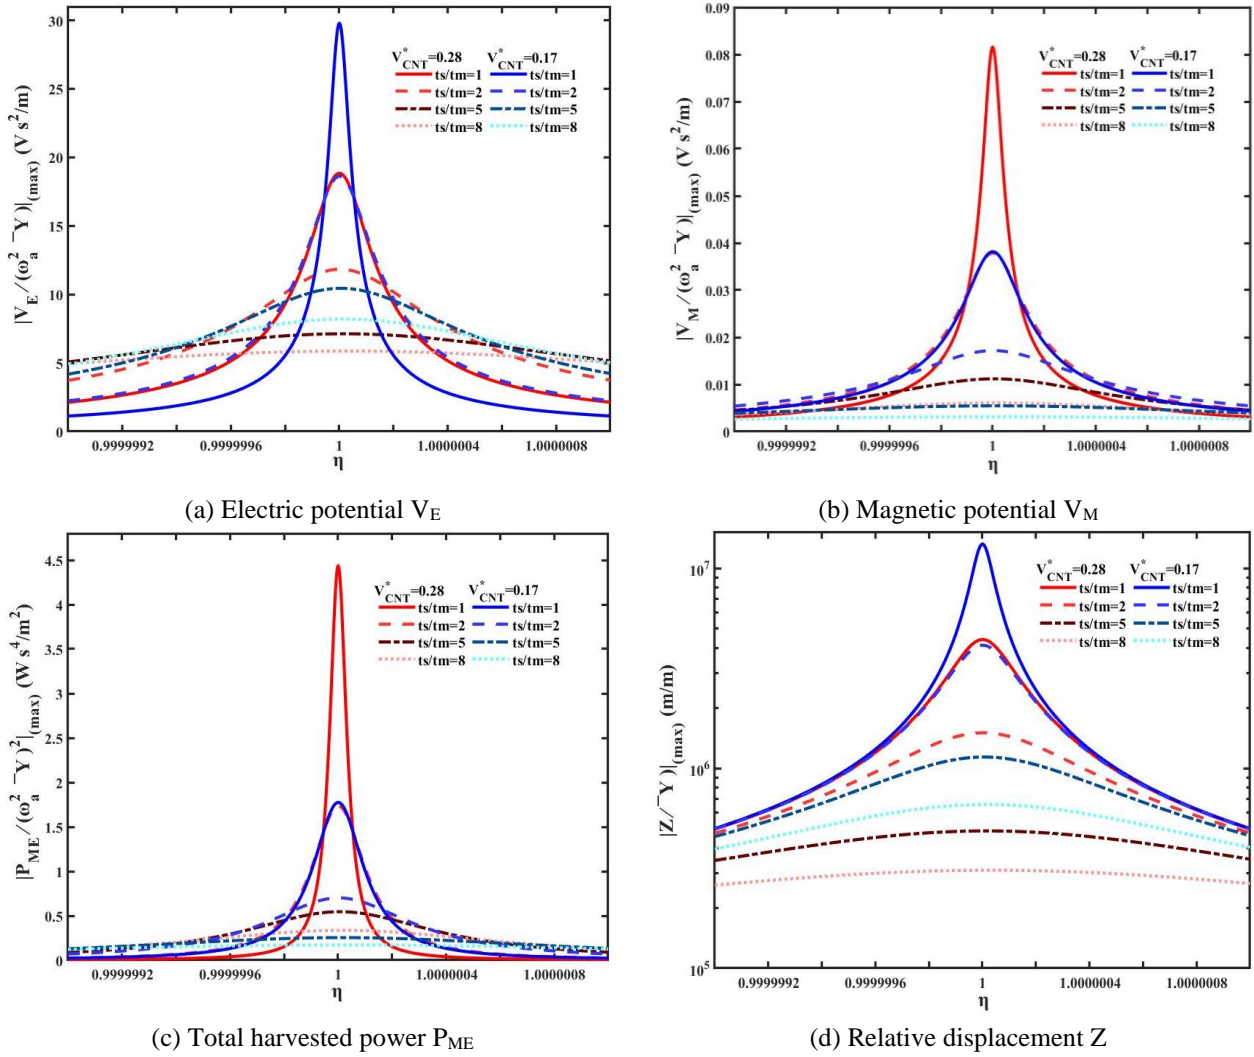 30
25
20
15
10
5
0
|V_E/(ω_a^2 ¯Y)|_(max) (V s^2/m)
V*_CNT=0.28 V*_CNT=0.17
ts/tm=1 ts/tm=1
ts/tm=2 ts/tm=2
ts/tm=5 ts/tm=5
ts/tm=8 ts/tm=8
0.9999992 0.9999996 1 1.0000004 1.0000008
η
(a) Electric potential V_E
0.09
0.08
0.07
0.06
0.05
0.04
0.03
0.02
0.01
0
|V_M/(ω_a^2 ¯Y)|_(max) (V s^2/m)
V*_CNT=0.28 V*_CNT=0.17
ts/tm=1 ts/tm=1
ts/tm=2 ts/tm=2
ts/tm=5 ts/tm=5
ts/tm=8 ts/tm=8
0.9999992 0.9999996 1 1.0000004 1.0000008
η
(b) Magnetic potential V_M
4.5
4
3.5
3
2.5
2
1.5
1
0.5
0
|P_ME/(ω_a^2 ¯Y)^2|_(max) (W s^4/m^2)
V*_CNT=0.28 V*_CNT=0.17
ts/tm=1 ts/tm=1
ts/tm=2 ts/tm=2
ts/tm=5 ts/tm=5
ts/tm=8 ts/tm=8
0.9999992 0.9999996 1 1.0000004 1.0000008
η
(c) Total harvested power P_ME
10^7
10^6
10^5
|Z/¯Y)|_(max) (m/m)
V*_CNT=0.28 V*_CNT=0.17
ts/tm=1 ts/tm=1
ts/tm=2 ts/tm=2
ts/tm=5 ts/tm=5
ts/tm=8 ts/tm=8
0.9999992 0.9999996 1 1.0000004 1.0000008
η
(d) Relative displacement Z